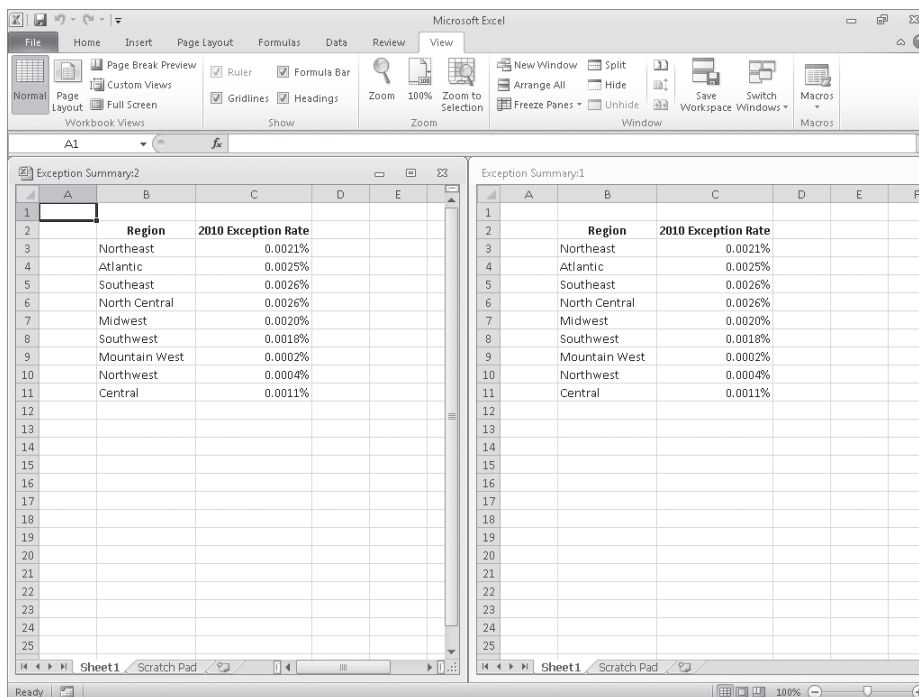 Microsoft Excel
File Home Insert Page Layout Formulas Data Review View
Normal
Page Layout
Page Break Preview
Custom Views
Full Screen
Workbook Views
Ruler
Formula Bar
Gridlines
Headings
Show
Zoom
100%
Zoom to Selection
Zoom
New Window
Arrange All
Freeze Panes
Split
Hide
Unhide
Save Workspace
Switch Windows
Window
Macros
Macros
A1
fx
Exception Summary:2
A B C D E
1
2 Region 2010 Exception Rate
3 Northeast 0.0021%
4 Atlantic 0.0025%
5 Southeast 0.0026%
6 North Central 0.0026%
7 Midwest 0.0020%
8 Southwest 0.0018%
9 Mountain West 0.0002%
10 Northwest 0.0004%
11 Central 0.0011%
12
13
14
15
16
17
18
19
20
21
22
23
24
25
Sheet1 Scratch Pad
Exception Summary:1
A B C D E F
1
2 Region 2010 Exception Rate
3 Northeast 0.0021%
4 Atlantic 0.0025%
5 Southeast 0.0026%
6 North Central 0.0026%
7 Midwest 0.0020%
8 Southwest 0.0018%
9 Mountain West 0.0002%
10 Northwest 0.0004%
11 Central 0.0011%
12
13
14
15
16
17
18
19
20
21
22
23
24
25
Sheet1 Scratch Pad
Ready
100%